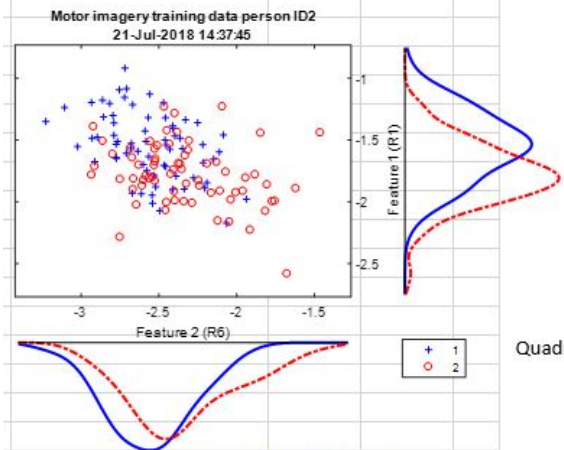 Motor imagery training data person ID2
21-Jul-2018 14:37:45
-1
-1.5
-2
-2.5
Feature 1 (R1)
-3
-2.5
-2
-1.5
Feature 2 (R6)
1
2
Quad